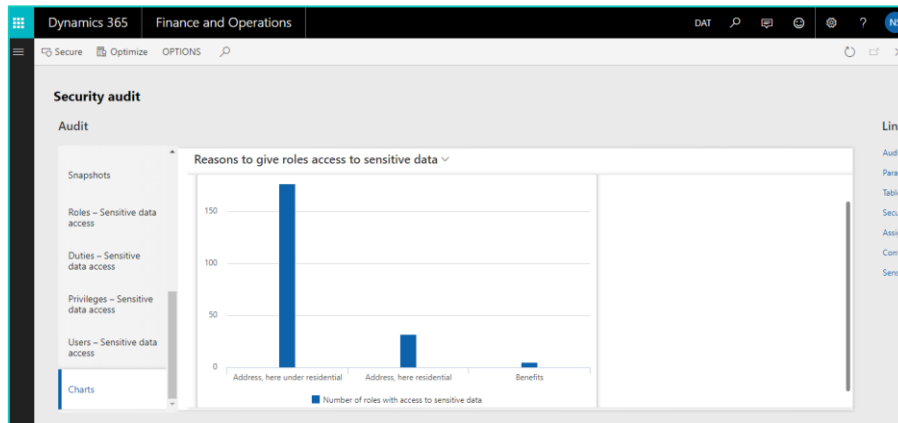 Dynamics 365 Finance and Operations DAT ?
Secure Optimize OPTIONS
Security audit
Audit
Reasons to give roles access to sensitive data
Snapshots
Roles – Sensitive data
access
Duties – Sensitive
data access
Privileges – Sensitive
data access
Users – Sensitive data
access
Charts
150
100
50
0
Address, here under residential Address, here residential Benefits
Number of roles with access to sensitive data